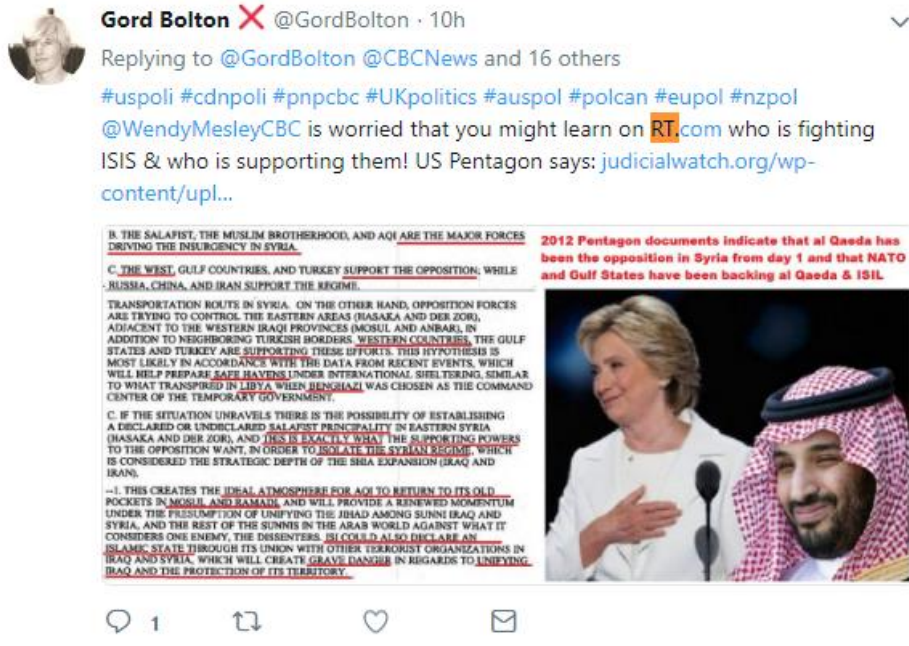 Gord Bolton ❌ @GordBolton · 10h
Replying to @GordBolton @CBCNews and 16 others
#uspoli #cdnpoli #pnpcbc #UKpolitics #auspol #polcan #eupol #nzpol
@WendyMesleyCBC is worried that you might learn on RT.com who is fighting
ISIS & who is supporting them! US Pentagon says: judicialwatch.org/wp-
content/upl...
B. THE SALAFIST, THE MUSLIM BROTHERHOOD, AND AQI ARE THE MAJOR FORCES
DRIVING THE INSURGENCY IN SYRIA.
C. THE WEST, GULF COUNTRIES, AND TURKEY SUPPORT THE OPPOSITION; WHILE
RUSSIA, CHINA, AND IRAN SUPPORT THE REGIME.
TRANSPORTATION ROUTE IN SYRIA. ON THE OTHER HAND, OPPOSITION FORCES
ARE TRYING TO CONTROL THE EASTERN AREAS (HASAKA AND DER ZOR),
ADJACENT TO THE WESTERN IRAQI PROVINCES (MOSUL AND ANBAR), IN
ADDITION TO NEIGHBORING TURKISH BORDERS. WESTERN COUNTRIES, THE GULF
STATES AND TURKEY ARE SUPPORTING THESE EFFORTS. THIS HYPOTHESIS IS
MOST LIKELY IN ACCORDANCE WITH THE DATA FROM RECENT EVENTS, WHICH
WILL HELP PREPARE SAFE HAVENS UNDER INTERNATIONAL SHELTERING, SIMILAR
TO WHAT TRANSPIRED IN LIBYA WHEN BENGHAZI WAS CHOSEN AS THE COMMAND
CENTER OF THE TEMPORARY GOVERNMENT.
C. IF THE SITUATION UNRAVELS THERE IS THE POSSIBILITY OF ESTABLISHING
A DECLARED OR UNDECLARED SALAFIST PRINCIPALITY IN EASTERN SYRIA
(HASAKA AND DER ZOR), AND THIS IS EXACTLY WHAT THE SUPPORTING POWERS
TO THE OPPOSITION WANT, IN ORDER TO ISOLATE THE SYRIAN REGIME, WHICH
IS CONSIDERED THE STRATEGIC DEPTH OF THE SHIA EXPANSION (IRAQ AND
IRAN).
--1. THIS CREATES THE IDEAL ATMOSPHERE FOR AQI TO RETURN TO ITS OLD
POCKETS IN MOSUL AND RAMADI, AND WILL PROVIDE A RENEWED MOMENTUM
UNDER THE PRESUMPTION OF UNIFYING THE JIHAD AMONG SUNNI IRAQ AND
SYRIA, AND THE REST OF THE SUNNIS IN THE ARAB WORLD AGAINST WHAT IT
CONSIDERS ONE ENEMY, THE DISSENTERS. ISI COULD ALSO DECLARE AN
ISLAMIC STATE THROUGH ITS UNION WITH OTHER TERRORIST ORGANIZATIONS IN
IRAQ AND SYRIA, WHICH WILL CREATE GRAVE DANGER IN REGARDS TO UNIFYING
IRAQ AND THE PROTECTION OF ITS TERRITORY.
2012 Pentagon documents indicate that al Qaeda has
been the opposition in Syria from day 1 and that NATO
and Gulf States have been backing al Qaeda & ISIL
1